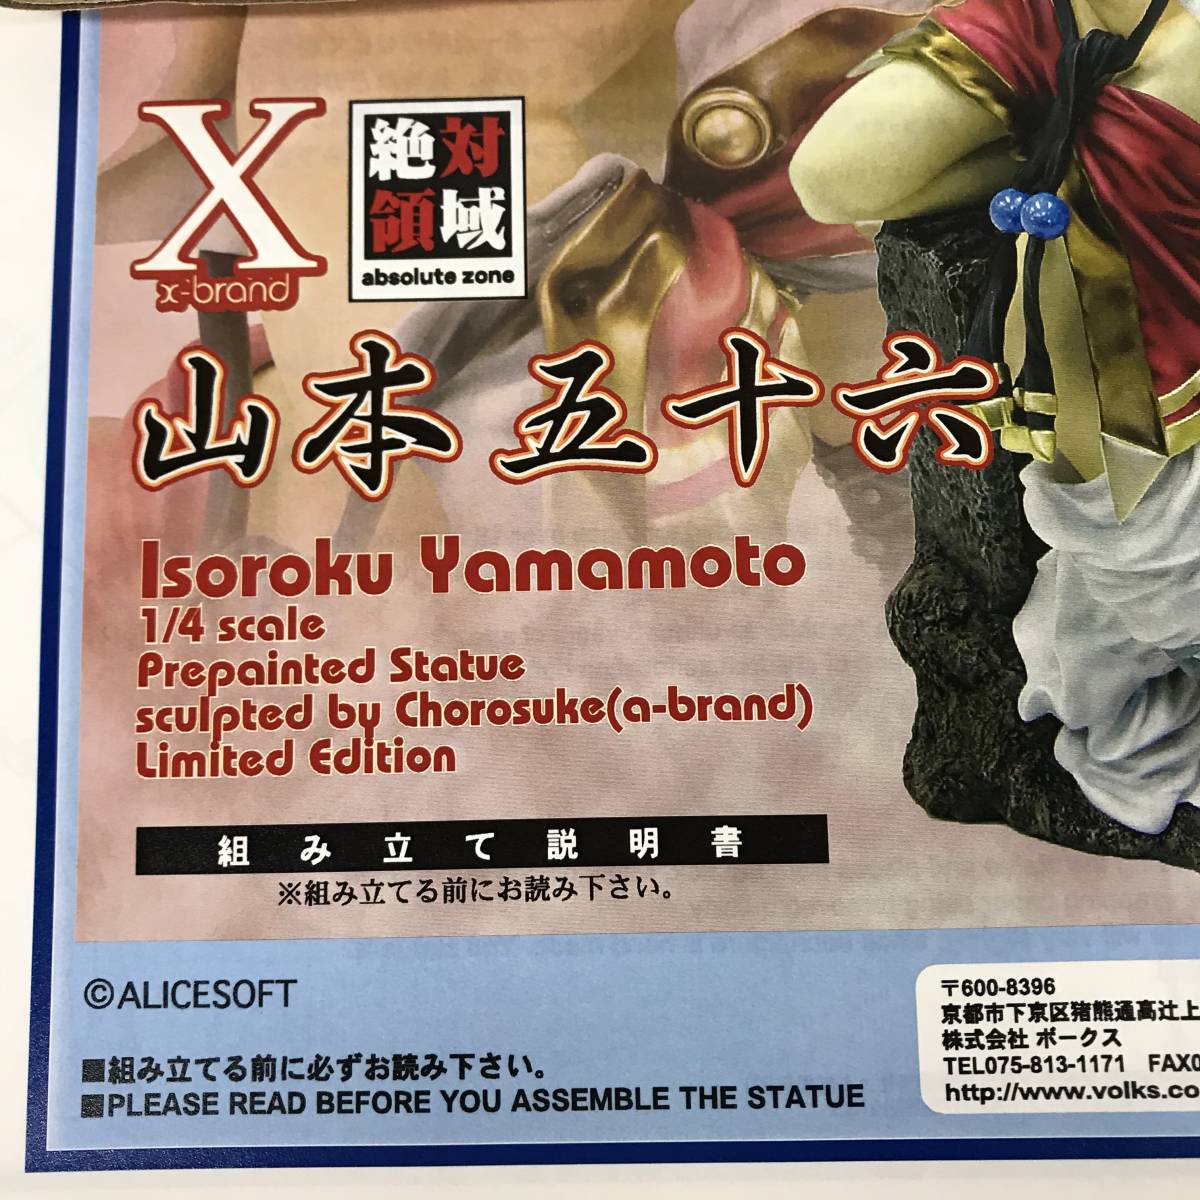 X
x-brand
絶対
領域
absolute zone
山本 五十六
Isoroku Yamamoto
1/4 scale
Prepainted Statue
sculpted by Chorosuke(a-brand)
Limited Edition
組み立て説明書
※組み立てる前にお読み下さい。
©ALICESOFT
■組み立てる前に必ずお読み下さい。
■PLEASE READ BEFORE YOU ASSEMBLE THE STATUE
〒600-8396
京都市下京区猪熊通高辻上
株式会社 ボークス
TEL075-813-1171 FAX0
http://www.volks.co